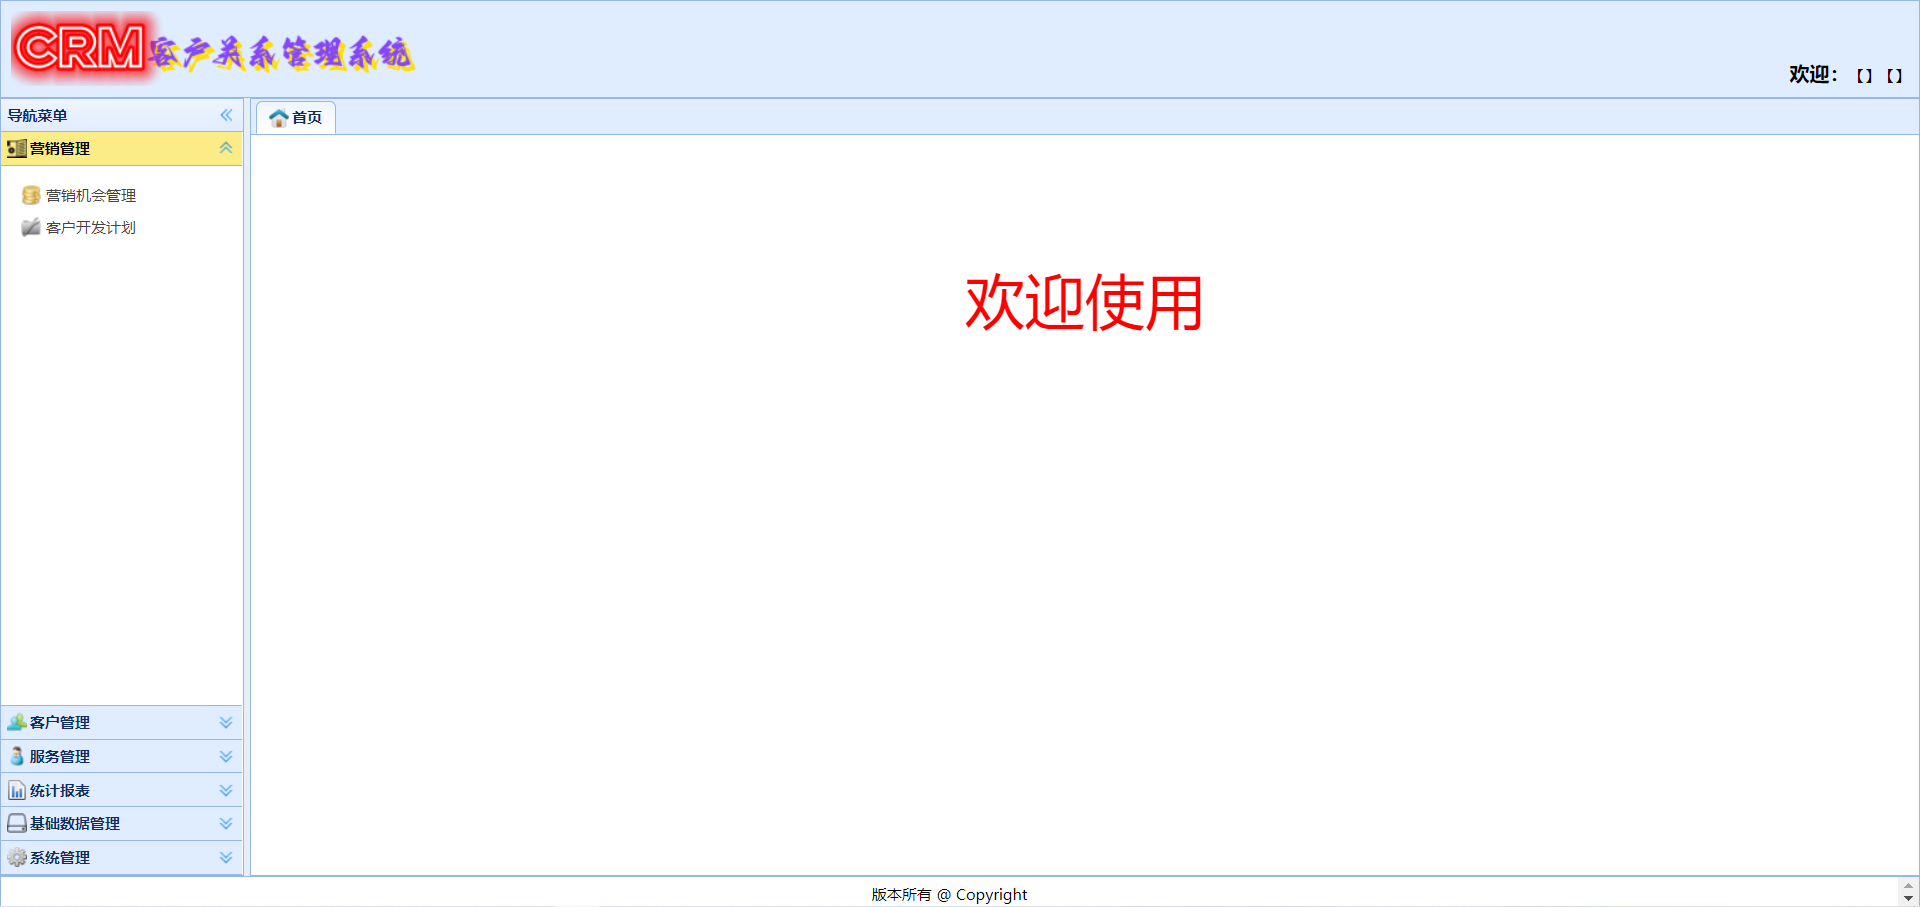 CRM客户关系管理系统
欢迎： 【】 【】
导航菜单
首页
营销管理
营销机会管理
客户开发计划
欢迎使用
客户管理
服务管理
统计报表
基础数据管理
系统管理
版本所有 @ Copyright